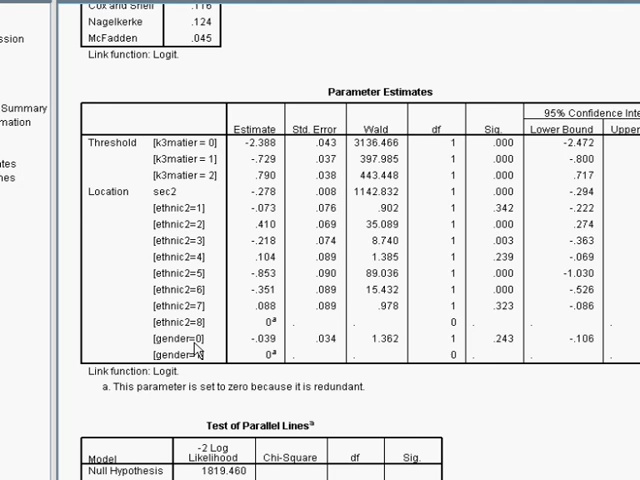 Cox and Snell .116
Nagelkerke .124
ssion
McFadden .045
Link function: Logit.
Parameter Estimates
Summary
95% Confidence Inte
mation
Estimate Std. Error Wald df Sig. Lower Bound Upper
Threshold [k3matier = 0] -2.388 .043 3136.466 1 .000 -2.472
[k3matier = 1] -.729 .037 397.985 1 .000 -.800
ates
[k3matier = 2] .790 .038 443.448 1 .000 .717
nes
Location sec2 -.278 .008 1142.832 1 .000 -.294
[ethnic2=1] -.073 .076 .902 1 .342 -.222
[ethnic2=2] .410 .069 35.089 1 .000 .274
[ethnic2=3] -.218 .074 8.740 1 .003 -.363
[ethnic2=4] .104 .089 1.385 1 .239 -.069
[ethnic2=5] -.853 .090 89.036 1 .000 -1.030
[ethnic2=6] -.351 .089 15.432 1 .000 -.526
[ethnic2=7] .088 .089 .978 1 .323 -.086
[ethnic2=8] 0a . . 0 . .
[gender=0] -.039 .034 1.362 1 .243 -.106
[gender= 0a . . 0 . .
Link function: Logit.
a. This parameter is set to zero because it is redundant.
Test of Parallel Linesa
Model -2 Log Likelihood Chi-Square df Sig.
Null Hypothesis 1819.460